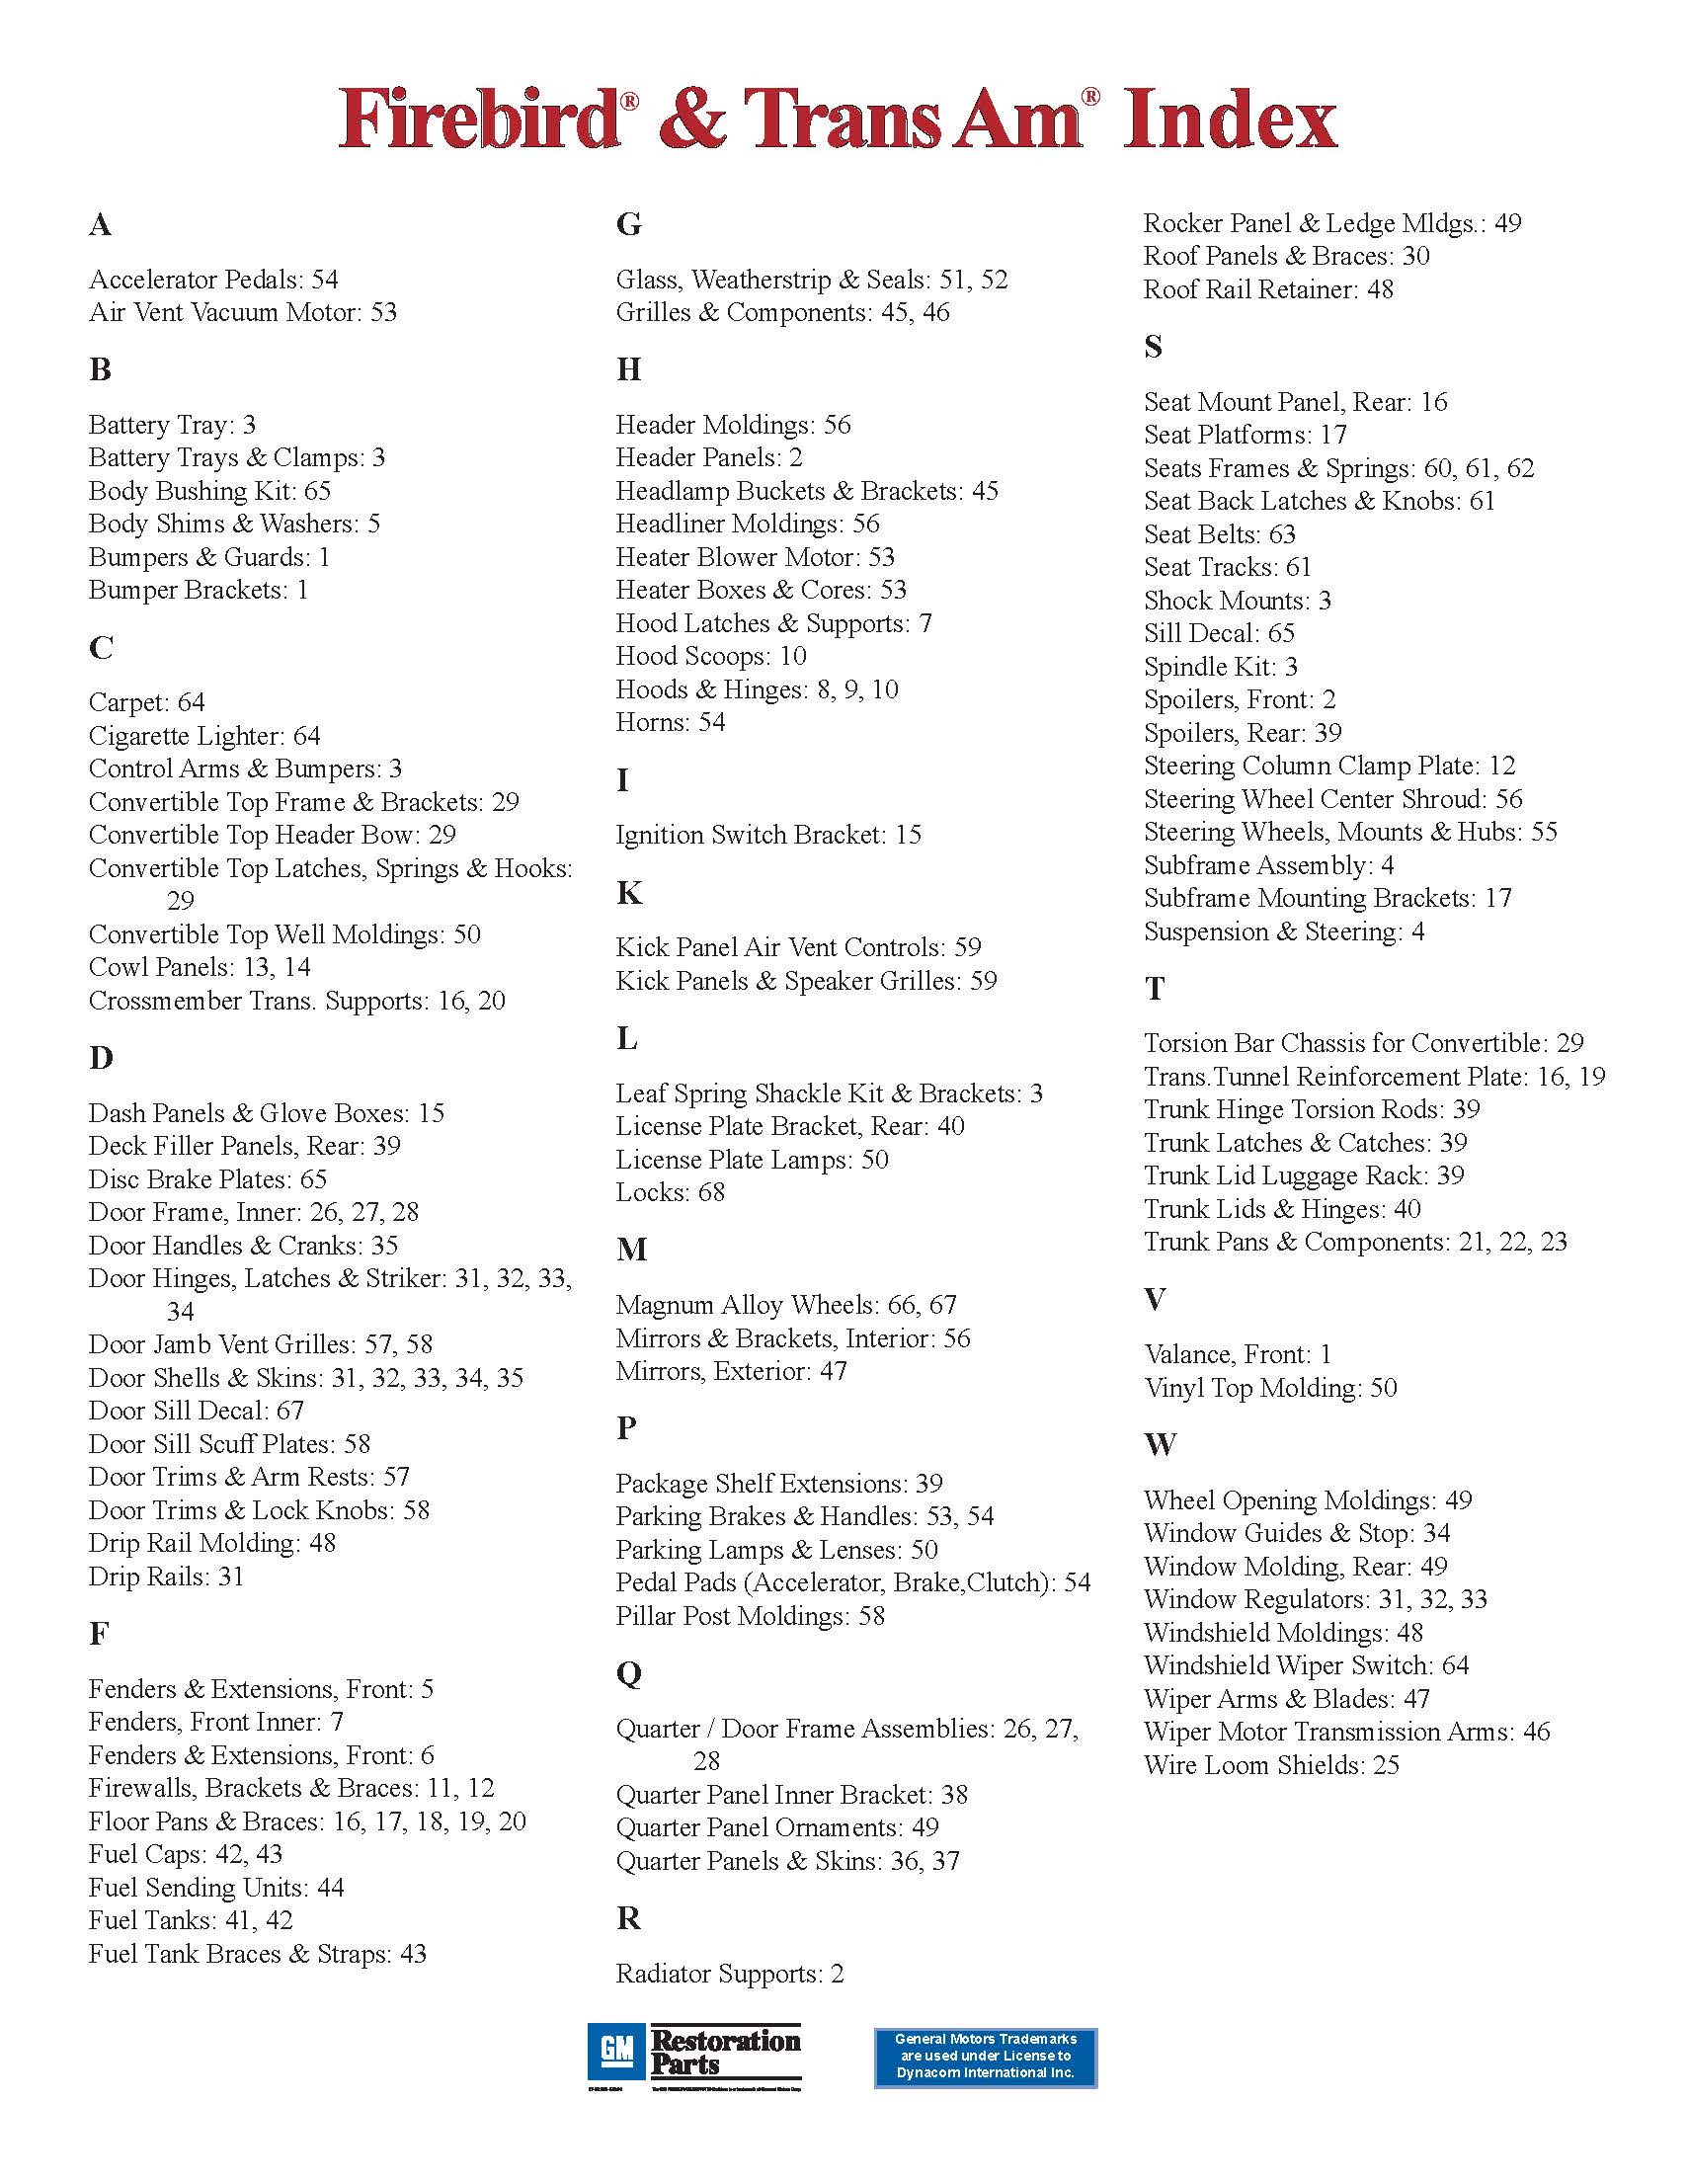 Firebird® & Trans Am® Index
A
Accelerator Pedals: 54
Air Vent Vacuum Motor: 53
B
Battery Tray: 3
Battery Trays & Clamps: 3
Body Bushing Kit: 65
Body Shims & Washers: 5
Bumpers & Guards: 1
Bumper Brackets: 1
C
Carpet: 64
Cigarette Lighter: 64
Control Arms & Bumpers: 3
Convertible Top Frame & Brackets: 29
Convertible Top Header Bow: 29
Convertible Top Latches, Springs & Hooks:
29
Convertible Top Well Moldings: 50
Cowl Panels: 13, 14
Crossmember Trans. Supports: 16, 20
D
Dash Panels & Glove Boxes: 15
Deck Filler Panels, Rear: 39
Disc Brake Plates: 65
Door Frame, Inner: 26, 27, 28
Door Handles & Cranks: 35
Door Hinges, Latches & Striker: 31, 32, 33,
34
Door Jamb Vent Grilles: 57, 58
Door Shells & Skins: 31, 32, 33, 34, 35
Door Sill Decal: 67
Door Sill Scuff Plates: 58
Door Trims & Arm Rests: 57
Door Trims & Lock Knobs: 58
Drip Rail Molding: 48
Drip Rails: 31
F
Fenders & Extensions, Front: 5
Fenders, Front Inner: 7
Fenders & Extensions, Front: 6
Firewalls, Brackets & Braces: 11, 12
Floor Pans & Braces: 16, 17, 18, 19, 20
Fuel Caps: 42, 43
Fuel Sending Units: 44
Fuel Tanks: 41, 42
Fuel Tank Braces & Straps: 43
G
Glass, Weatherstrip & Seals: 51, 52
Grilles & Components: 45, 46
H
Header Moldings: 56
Header Panels: 2
Headlamp Buckets & Brackets: 45
Headliner Moldings: 56
Heater Blower Motor: 53
Heater Boxes & Cores: 53
Hood Latches & Supports: 7
Hood Scoops: 10
Hoods & Hinges: 8, 9, 10
Horns: 54
I
Ignition Switch Bracket: 15
K
Kick Panel Air Vent Controls: 59
Kick Panels & Speaker Grilles: 59
L
Leaf Spring Shackle Kit & Brackets: 3
License Plate Bracket, Rear: 40
License Plate Lamps: 50
Locks: 68
M
Magnum Alloy Wheels: 66, 67
Mirrors & Brackets, Interior: 56
Mirrors, Exterior: 47
P
Package Shelf Extensions: 39
Parking Brakes & Handles: 53, 54
Parking Lamps & Lenses: 50
Pedal Pads (Accelerator, Brake,Clutch): 54
Pillar Post Moldings: 58
Q
Quarter / Door Frame Assemblies: 26, 27,
28
Quarter Panel Inner Bracket: 38
Quarter Panel Ornaments: 49
Quarter Panels & Skins: 36, 37
R
Radiator Supports: 2
Rocker Panel & Ledge Mldgs.: 49
Roof Panels & Braces: 30
Roof Rail Retainer: 48
S
Seat Mount Panel, Rear: 16
Seat Platforms: 17
Seats Frames & Springs: 60, 61, 62
Seat Back Latches & Knobs: 61
Seat Belts: 63
Seat Tracks: 61
Shock Mounts: 3
Sill Decal: 65
Spindle Kit: 3
Spoilers, Front: 2
Spoilers, Rear: 39
Steering Column Clamp Plate: 12
Steering Wheel Center Shroud: 56
Steering Wheels, Mounts & Hubs: 55
Subframe Assembly: 4
Subframe Mounting Brackets: 17
Suspension & Steering: 4
T
Torsion Bar Chassis for Convertible: 29
Trans.Tunnel Reinforcement Plate: 16, 19
Trunk Hinge Torsion Rods: 39
Trunk Latches & Catches: 39
Trunk Lid Luggage Rack: 39
Trunk Lids & Hinges: 40
Trunk Pans & Components: 21, 22, 23
V
Valance, Front: 1
Vinyl Top Molding: 50
W
Wheel Opening Moldings: 49
Window Guides & Stop: 34
Window Molding, Rear: 49
Window Regulators: 31, 32, 33
Windshield Moldings: 48
Windshield Wiper Switch: 64
Wiper Arms & Blades: 47
Wiper Motor Transmission Arms: 46
Wire Loom Shields: 25
GM Restoration
Parts
General Motors Trademarks
are used under License to
Dynacorn International Inc.